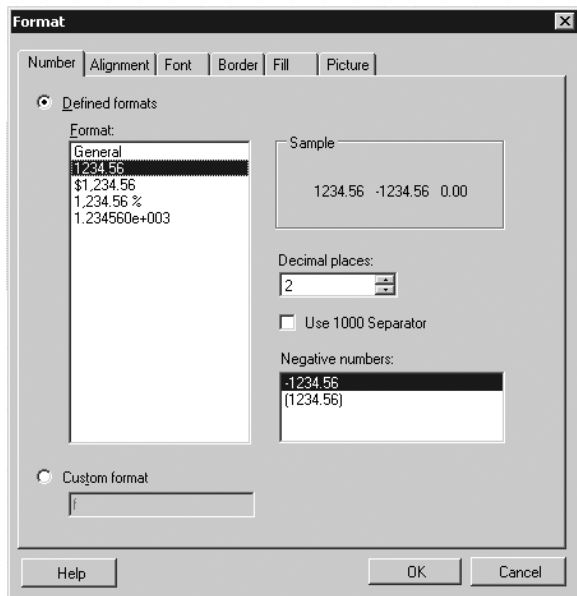 Format
Number Alignment Font Border Fill Picture
Defined formats
Format:
General
1234.56
$1,234.56
1,234.56 %
1.234560e+003
Sample
1234.56 -1234.56 0.00
Decimal places:
2
Use 1000 Separator
Negative numbers:
-1234.56
(1234.56)
Custom format
f
Help OK Cancel